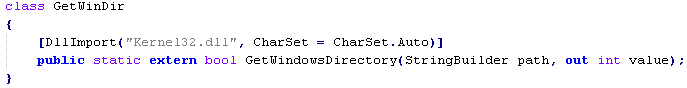 class GetWinDir
{
    [DllImport("Kernel32.dll", CharSet = CharSet.Auto)]
    public static extern bool GetWindowsDirectory(StringBuilder path, out int value);
}